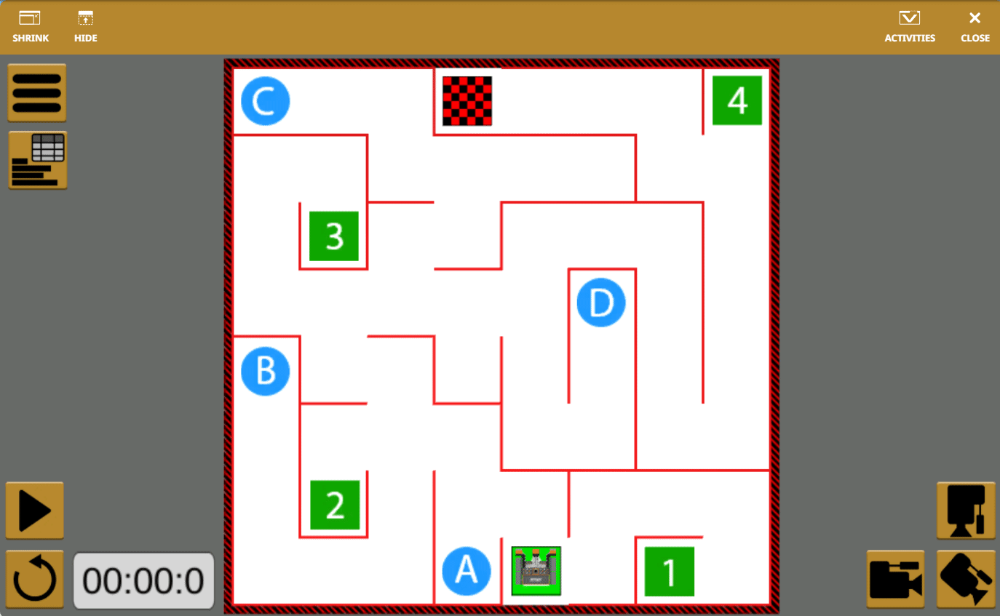 SHRINK
HIDE
ACTIVITIES
CLOSE
C
4
3
D
B
2
A
1
00:00:0